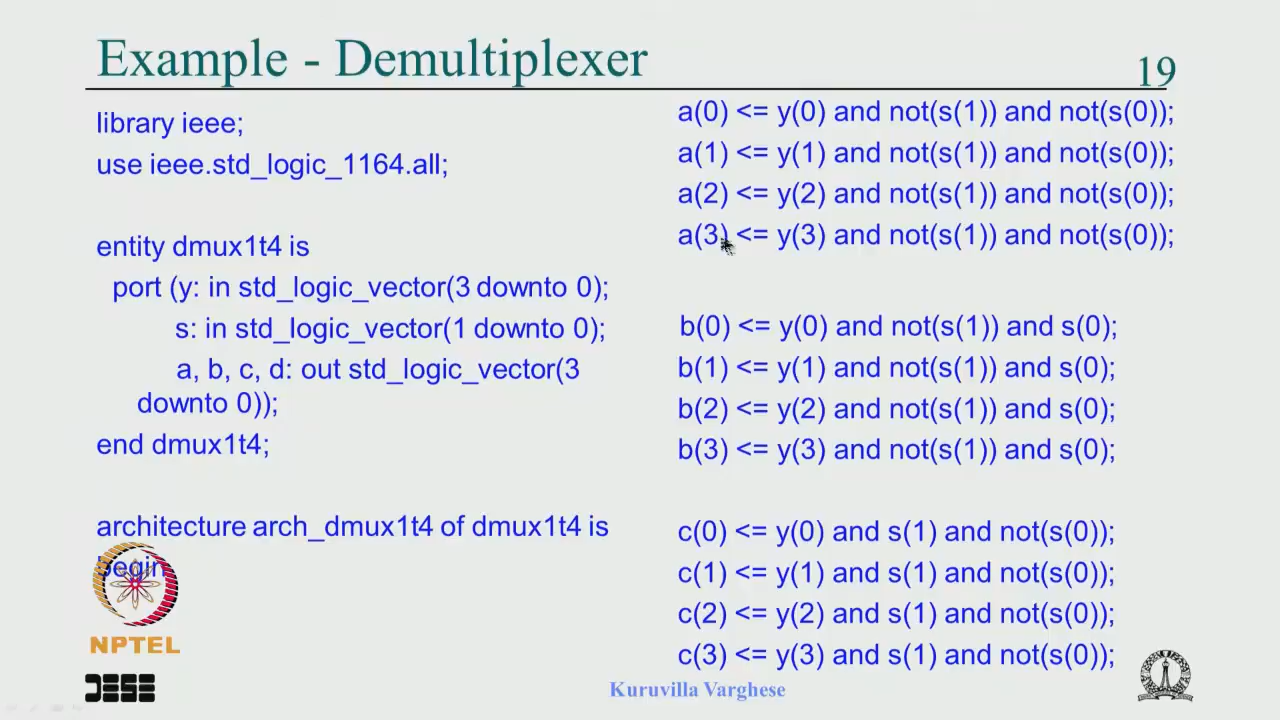 Example - Demultiplexer
19
library ieee;
use ieee.std_logic_1164.all;
entity dmux1t4 is
port (y: in std_logic_vector(3 downto 0);
s: in std_logic_vector(1 downto 0);
a, b, c, d: out std_logic_vector(3
downto 0));
end dmux1t4;
architecture arch_dmux1t4 of dmux1t4 is
begin
a(0) <= y(0) and not(s(1)) and not(s(0));
a(1) <= y(1) and not(s(1)) and not(s(0));
a(2) <= y(2) and not(s(1)) and not(s(0));
a(3) <= y(3) and not(s(1)) and not(s(0));
b(0) <= y(0) and not(s(1)) and s(0);
b(1) <= y(1) and not(s(1)) and s(0);
b(2) <= y(2) and not(s(1)) and s(0);
b(3) <= y(3) and not(s(1)) and s(0);
c(0) <= y(0) and s(1) and not(s(0));
c(1) <= y(1) and s(1) and not(s(0));
c(2) <= y(2) and s(1) and not(s(0));
c(3) <= y(3) and s(1) and not(s(0));
NPTEL
DESE
Kuruvilla Varghese